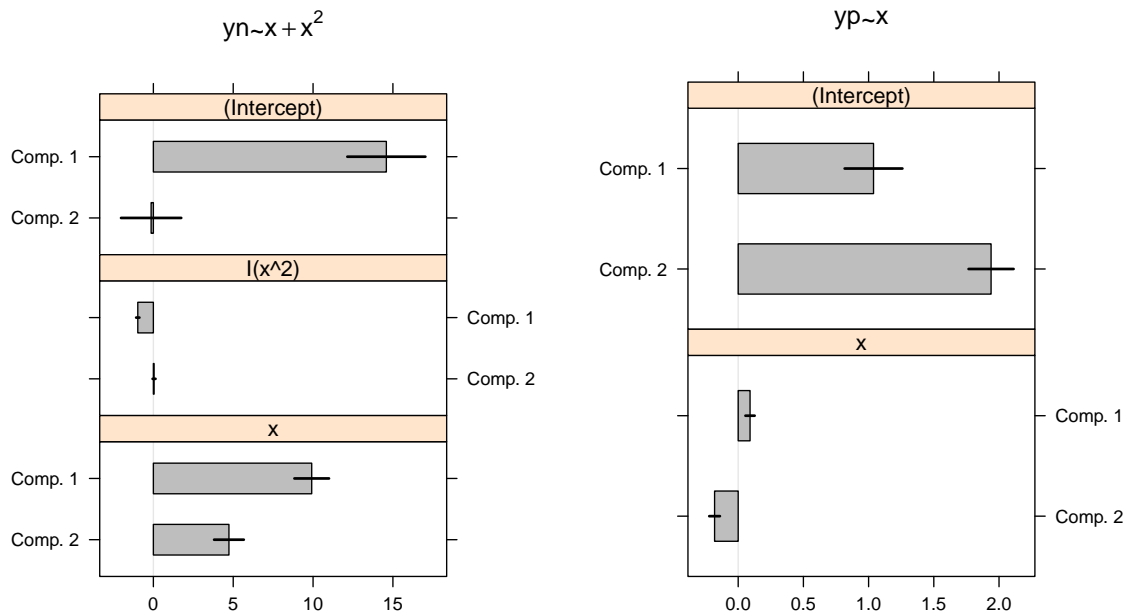 yn~x + x²
(Intercept)
Comp. 1
Comp. 2
I(x^2)
Comp. 1
Comp. 2
x
Comp. 1
Comp. 2
0 5 10 15
yp~x
(Intercept)
Comp. 1
Comp. 2
x
Comp. 1
Comp. 2
0.0 0.5 1.0 1.5 2.0